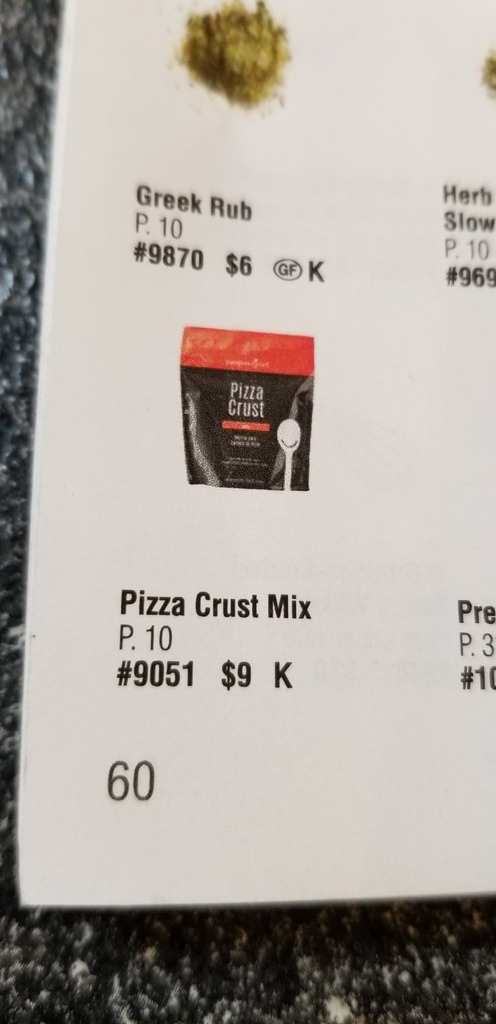 Greek Rub
P. 10
#9870 $6 GF K
Herb
Slow
P. 10
#969
Pizza
Crust
Pizza Crust Mix
P. 10
#9051 $9 K
Pre
P. 3
#10
60